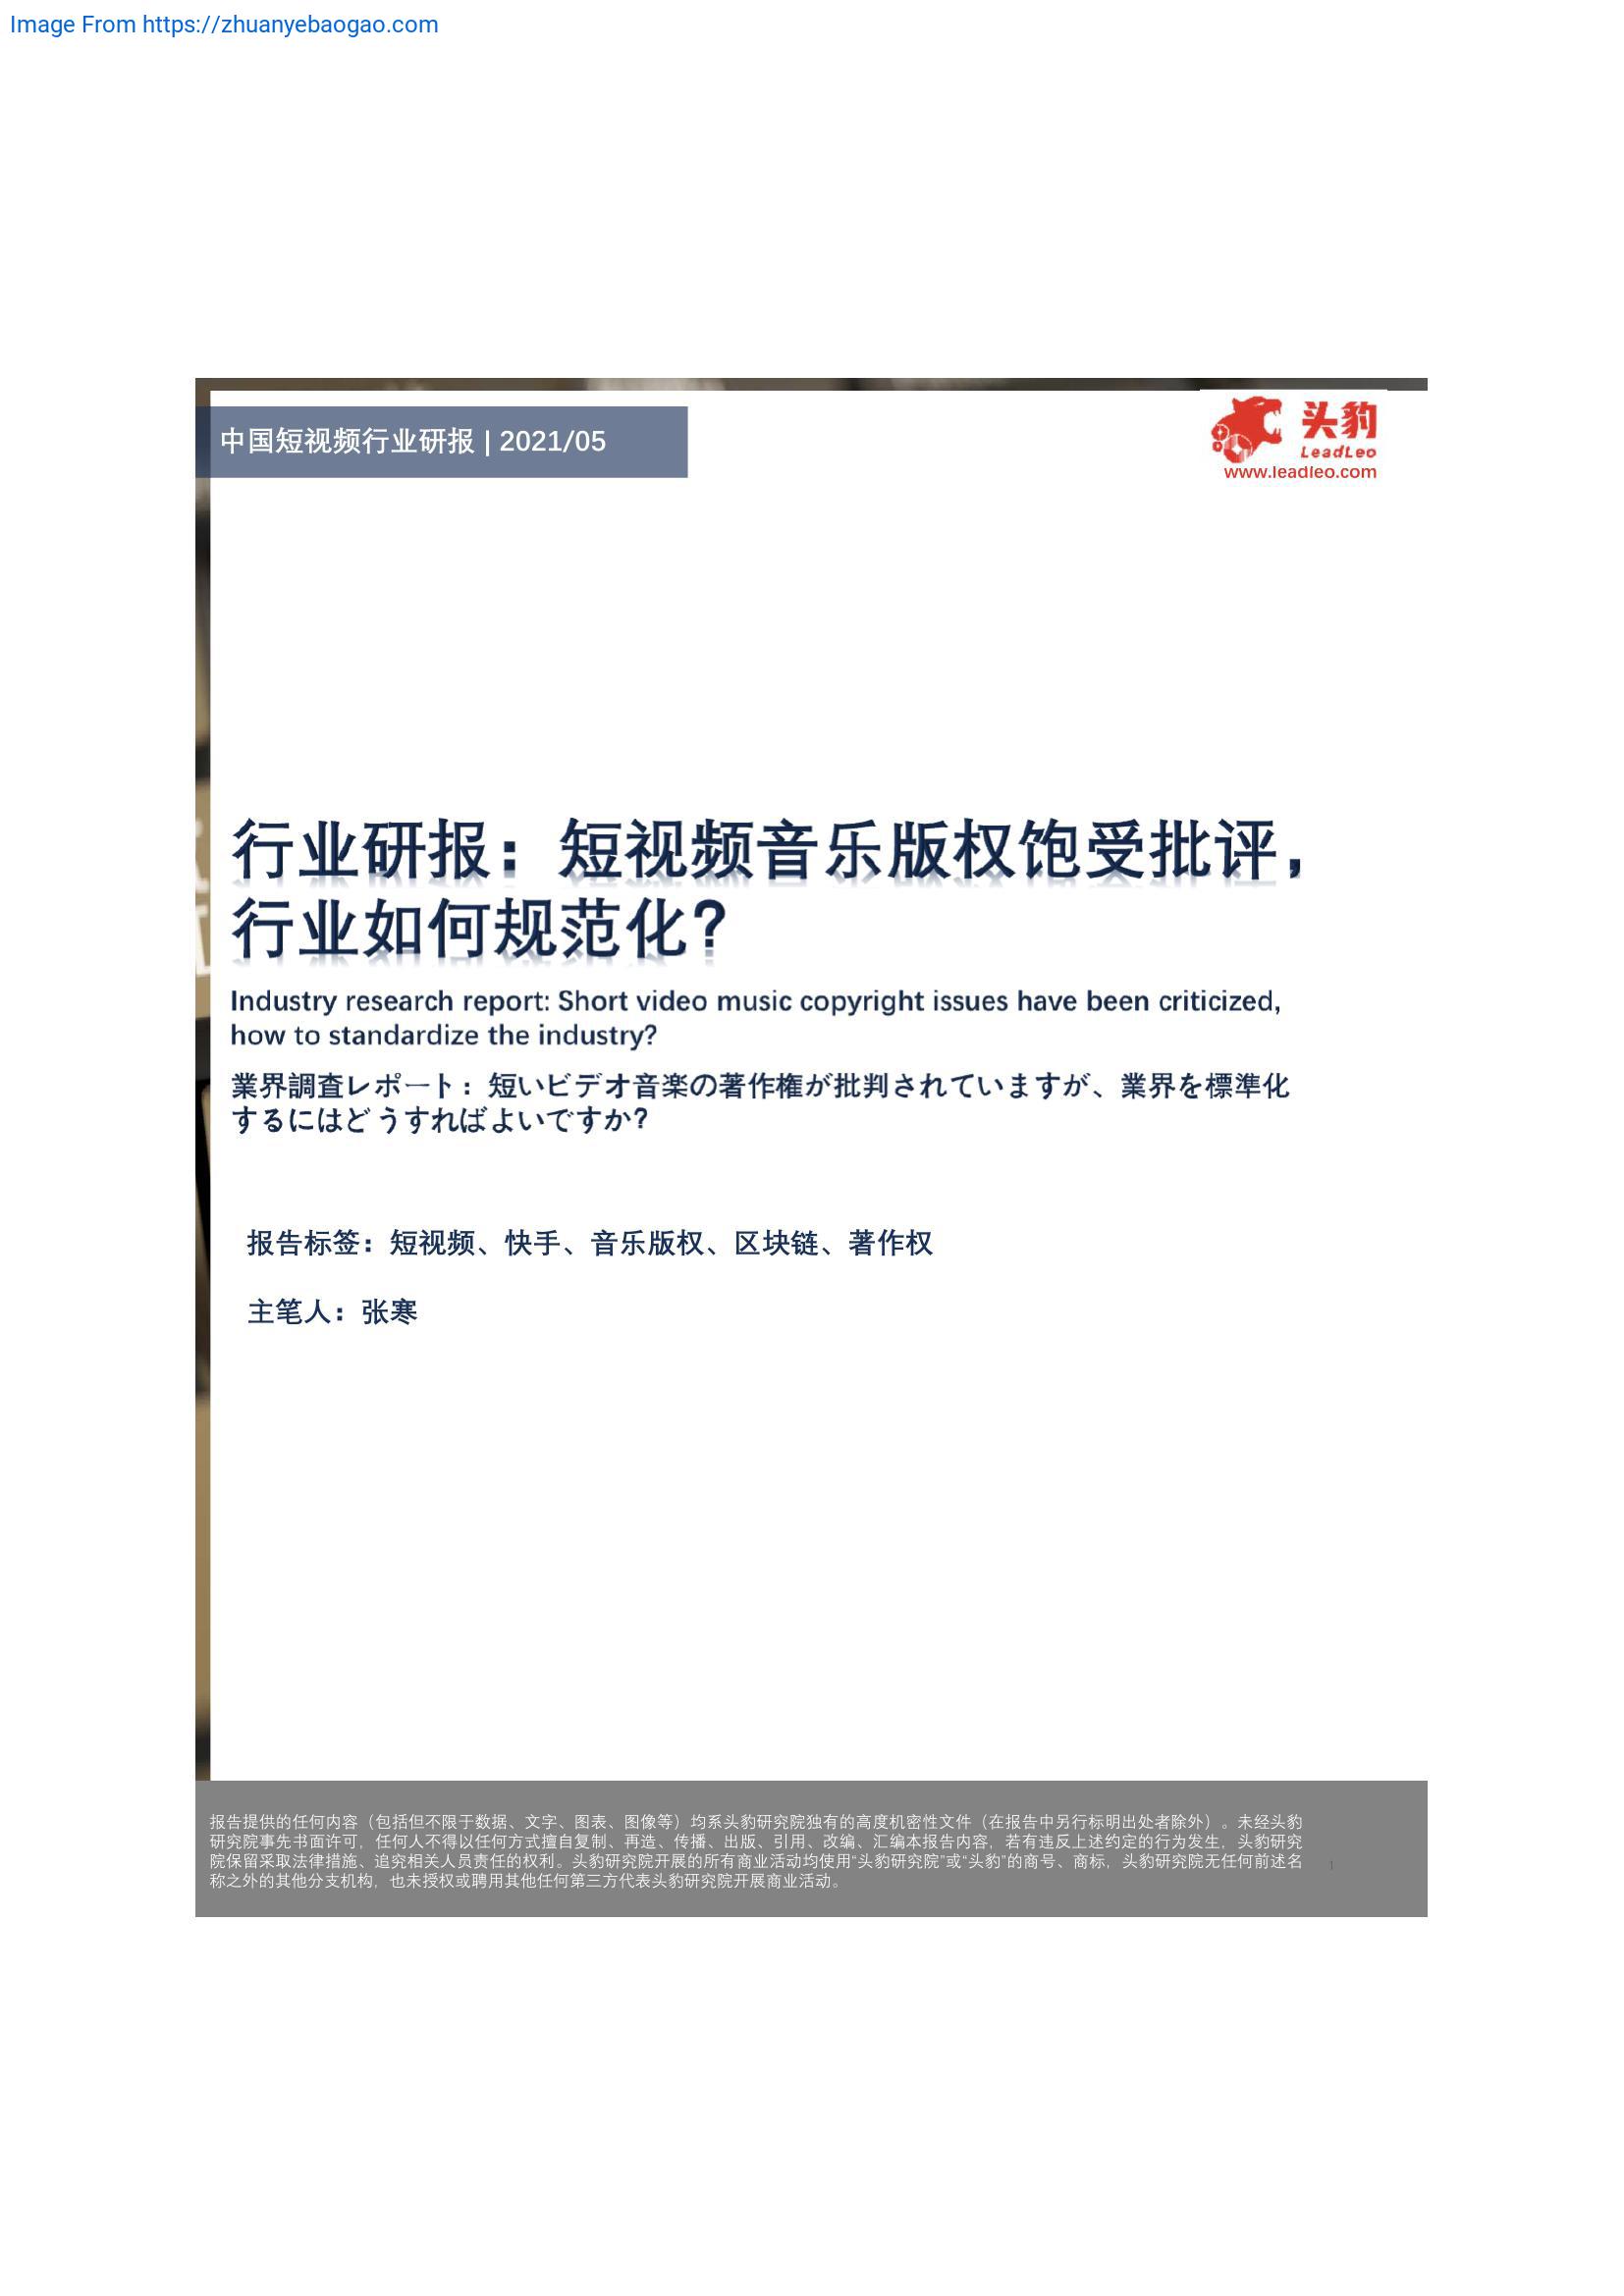 Image From https://zhuanyebaogao.com
中国短视频行业研报 | 2021/05
头豹
LeadLeo
www.leadleo.com
行业研报：短视频音乐版权饱受批评，
行业如何规范化？
Industry research report: Short video music copyright issues have been criticized,
how to standardize the industry?
業界調査レポート：短いビデオ音楽の著作権が批判されていますが、業界を標準化
するにはどうすればよいですか？
报告标签：短视频、快手、音乐版权、区块链、著作权
主笔人：张寒
报告提供的任何内容（包括但不限于数据、文字、图表、图像等）均系头豹研究院独有的高度机密性文件（在报告中另行标明出处者除外）。未经头豹
研究院事先书面许可，任何人不得以任何方式擅自复制、再造、传播、出版、引用、改编、汇编本报告内容，若有违反上述约定的行为发生，头豹研究
院保留采取法律措施、追究相关人员责任的权利。头豹研究院开展的所有商业活动均使用“头豹研究院”或“头豹”的商号、商标，头豹研究院无任何前述名
称之外的其他分支机构，也未授权或聘用其他任何第三方代表头豹研究院开展商业活动。
1